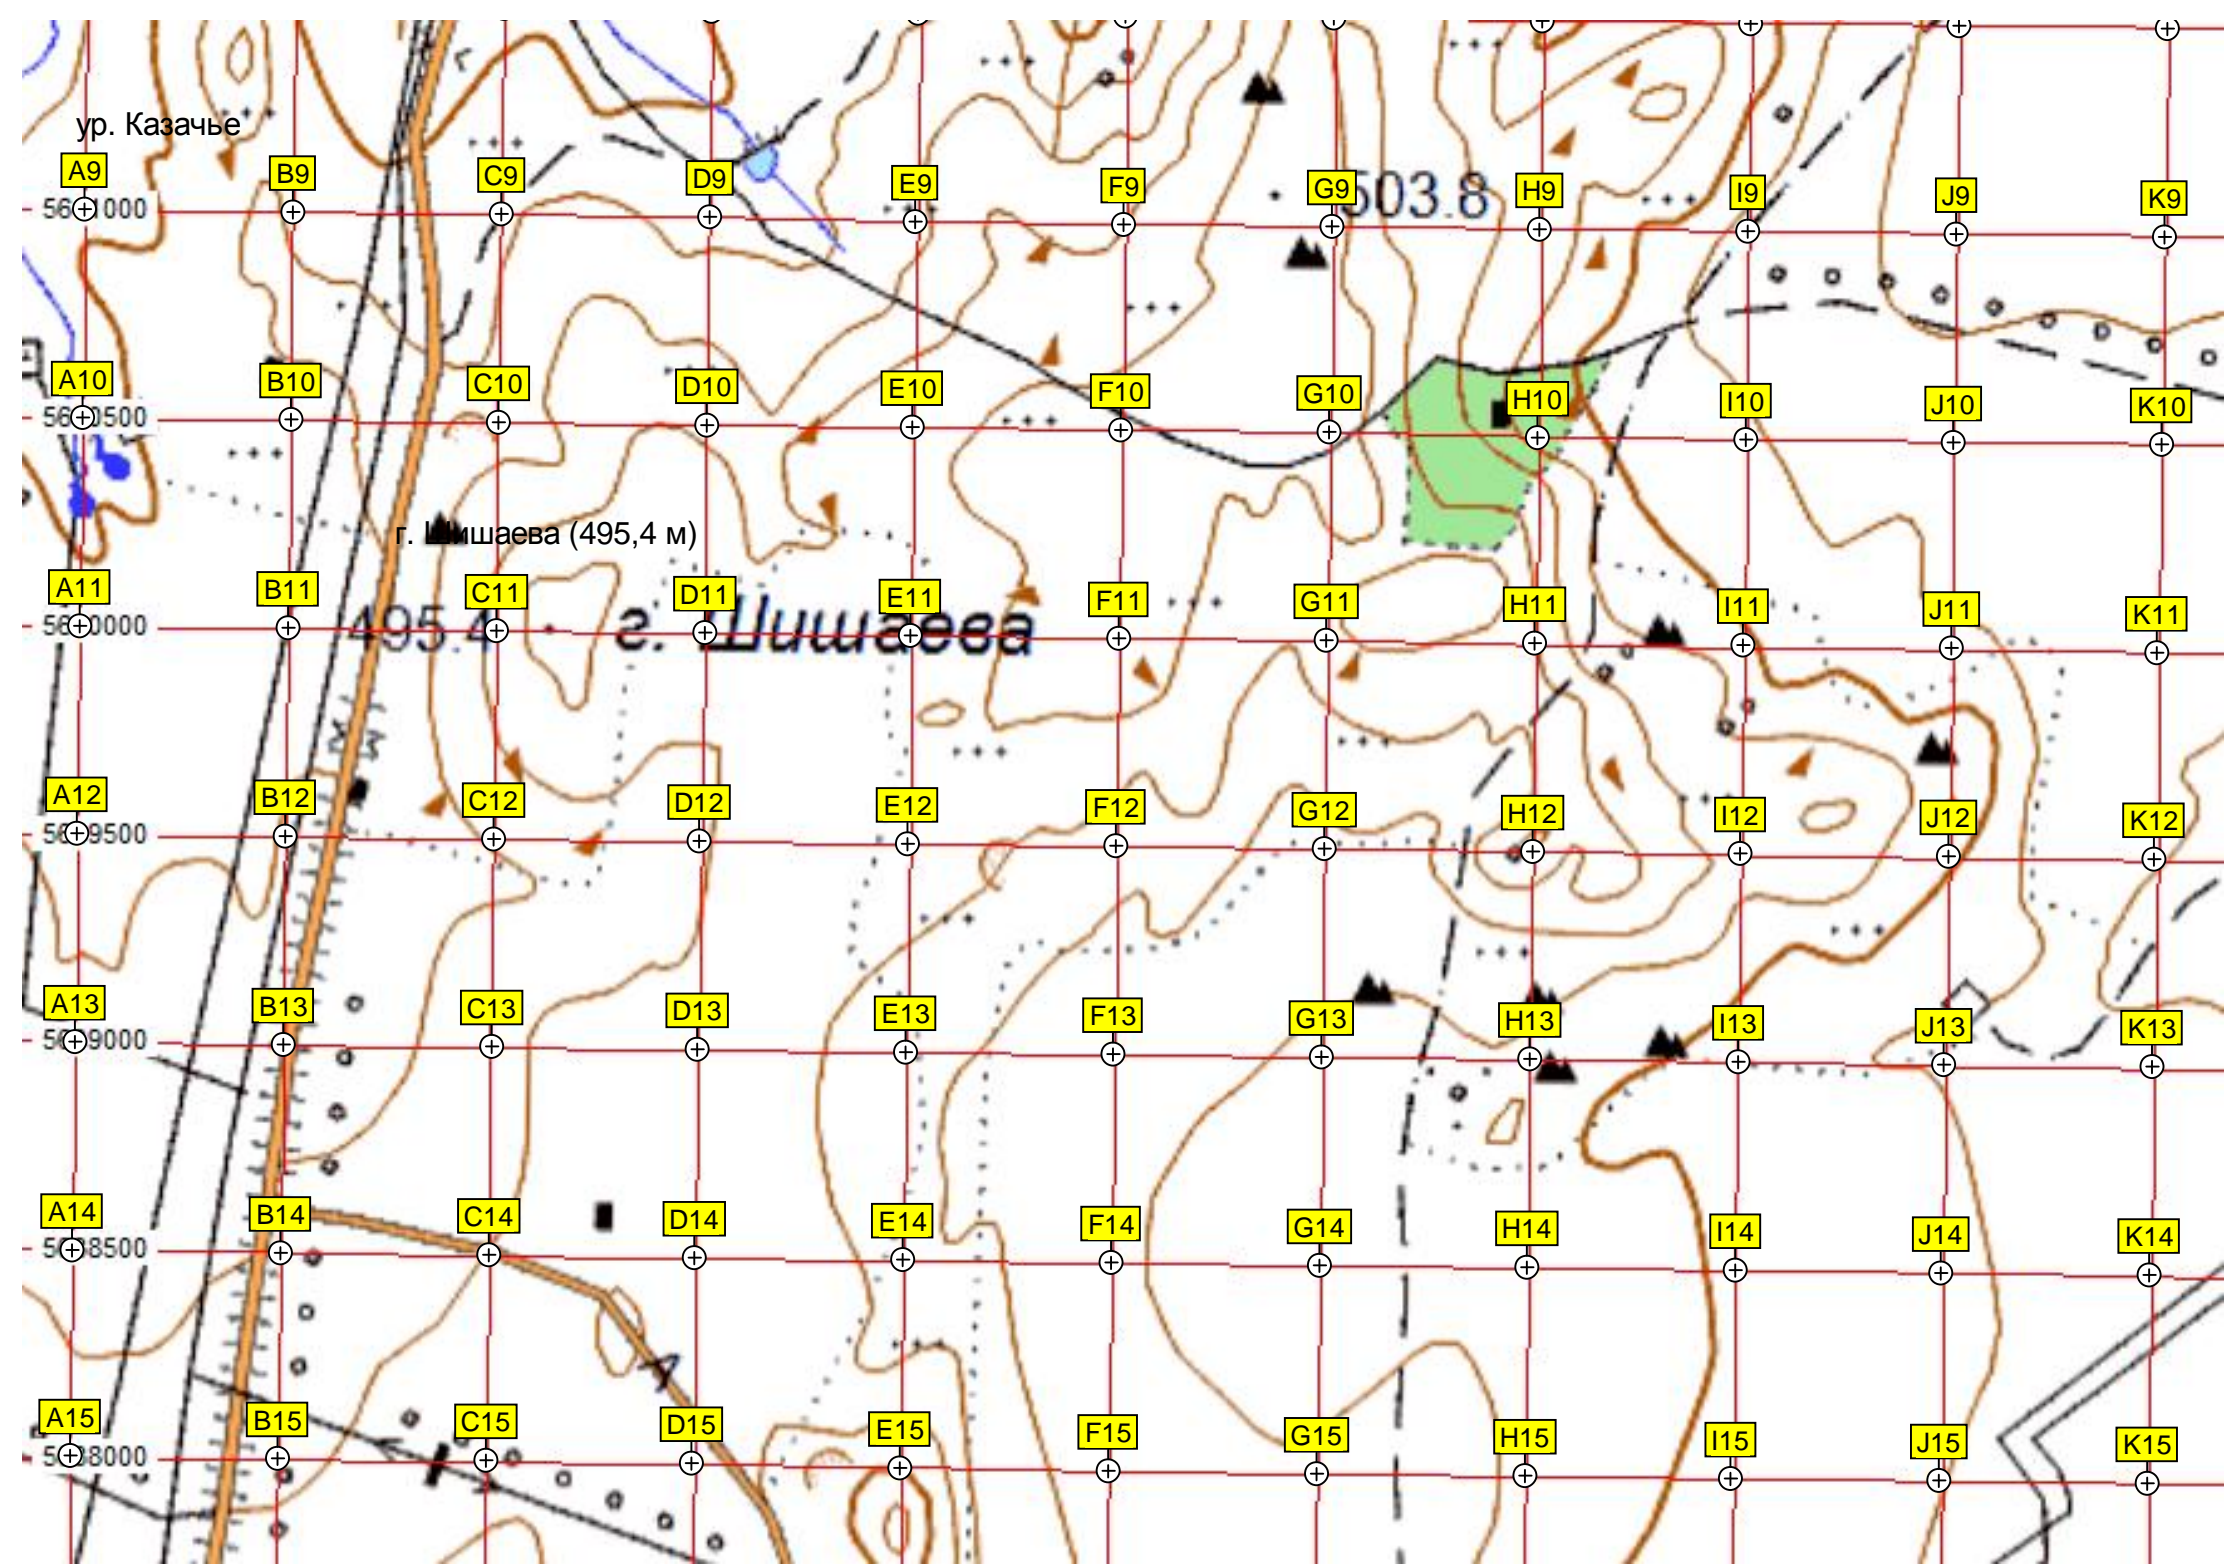 ур. Казачье
A9 B9 C9 D9 E9 F9 G9 503.8 H9 I9 J9 K9
A10 B10 C10 D10 E10 F10 G10 H10 I10 J10 K10
г. Шишаева (495,4 м)
A11 B11 C11 D11 E11 F11 G11 H11 I11 J11 K11
495.4 г. Шишаева
A12 B12 C12 D12 E12 F12 G12 H12 I12 J12 K12
A13 B13 C13 D13 E13 F13 G13 H13 I13 J13 K13
A14 B14 C14 D14 E14 F14 G14 H14 I14 J14 K14
A15 B15 C15 D15 E15 F15 G15 H15 I15 J15 K15